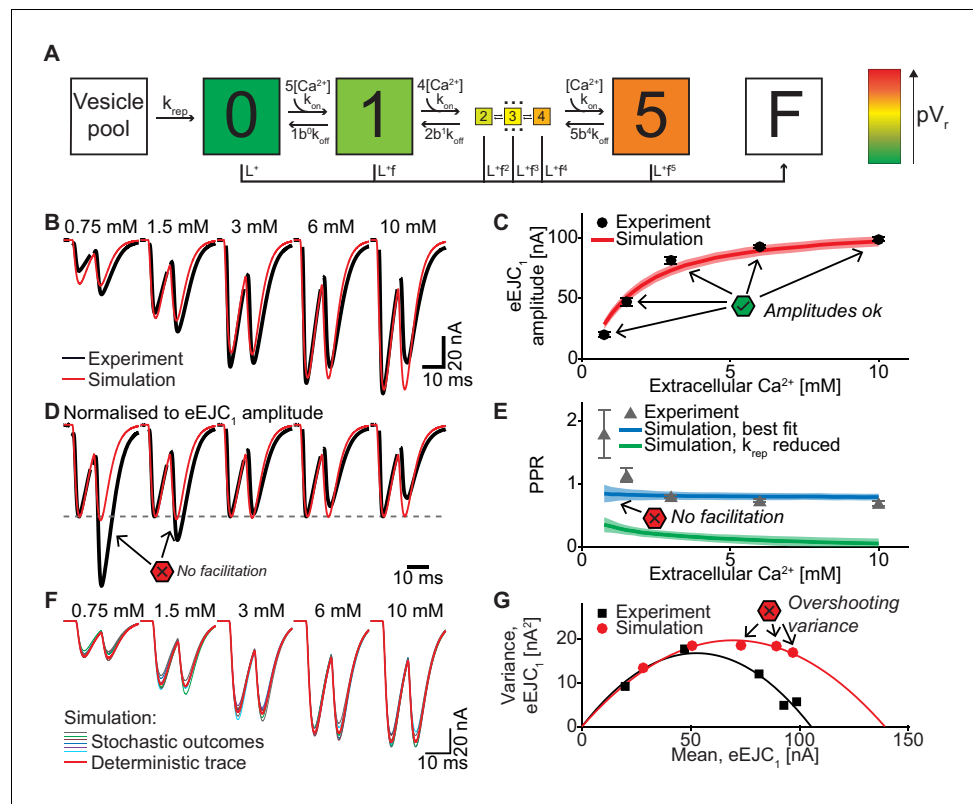 A
Vesicle pool
k_rep
0
5[Ca²⁺]
k_on
1b⁰k_off
1
4[Ca²⁺]
k_on
2b¹k_off
2
3
4
[Ca²⁺]
k_on
5b⁴k_off
5
F
pV_r
L⁺
L⁺f
L⁺f²
L⁺f³
L⁺f⁴
L⁺f⁵
B
0.75 mM 1.5 mM 3 mM 6 mM 10 mM
Experiment
Simulation
20 nA
10 ms
C
Experiment
Simulation
eEJC₁ amplitude [nA]
100
50
0
Amplitudes ok
5
10
Extracellular Ca²⁺ [mM]
D Normalised to eEJC₁ amplitude
No facilitation
10 ms
E
Experiment
Simulation, best fit
Simulation, k_rep reduced
PPR
2
1
0
No facilitation
5
10
Extracellular Ca²⁺ [mM]
F
0.75 mM 1.5 mM 3 mM 6 mM 10 mM
Simulation:
Stochastic outcomes
Deterministic trace
20 nA
10 ms
G
Experiment
Simulation
Overshooting variance
Variance, eEJC₁ [nA²]
20
10
0
0
50
100
150
Mean, eEJC₁ [nA]